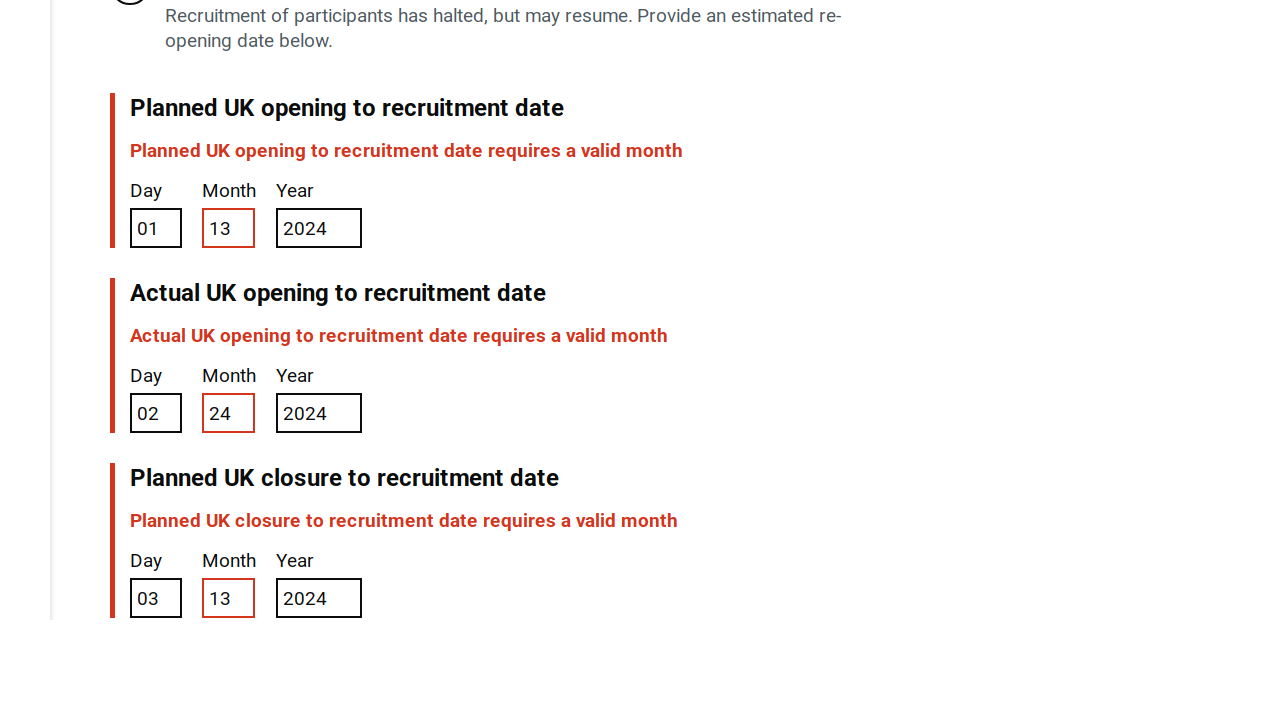 Recruitment of participants has halted, but may resume. Provide an estimated re-
opening date below.
Planned UK opening to recruitment date
Planned UK opening to recruitment date requires a valid month
Day Month Year
01 13 2024
Actual UK opening to recruitment date
Actual UK opening to recruitment date requires a valid month
Day Month Year
02 24 2024
Planned UK closure to recruitment date
Planned UK closure to recruitment date requires a valid month
Day Month Year
03 13 2024